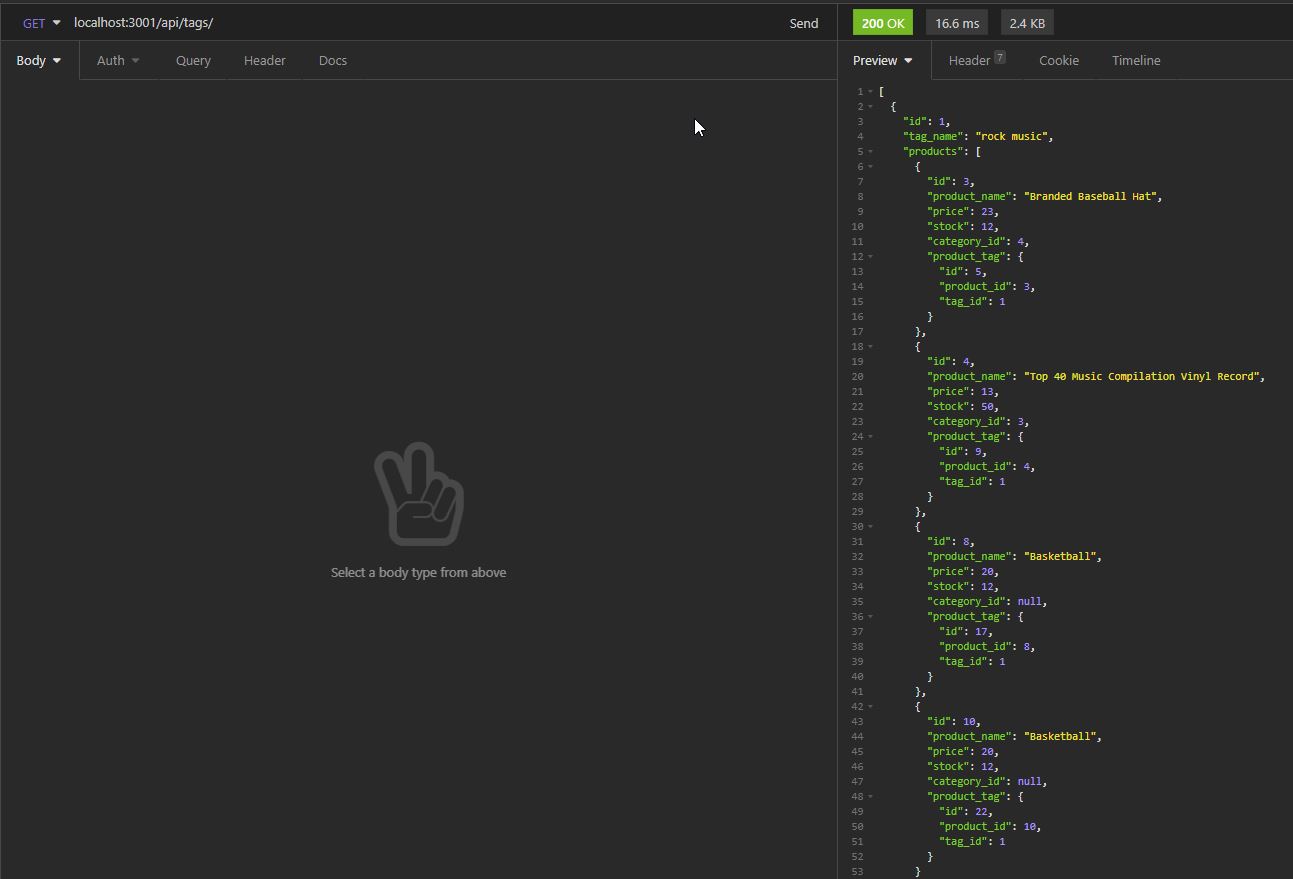 GET localhost:3001/api/tags/ Send
200 OK 16.6 ms 2.4 KB
Body Auth Query Header Docs
Preview Header 7 Cookie Timeline
Select a body type from above
1 [
2 {
3 "id": 1,
4 "tag_name": "rock music",
5 "products": [
6 {
7 "id": 3,
8 "product_name": "Branded Baseball Hat",
9 "price": 23,
10 "stock": 12,
11 "category_id": 4,
12 "product_tag": {
13 "id": 5,
14 "product_id": 3,
15 "tag_id": 1
16 }
17 },
18 {
19 "id": 4,
20 "product_name": "Top 40 Music Compilation Vinyl Record",
21 "price": 13,
22 "stock": 50,
23 "category_id": 3,
24 "product_tag": {
25 "id": 9,
26 "product_id": 4,
27 "tag_id": 1
28 }
29 },
30 {
31 "id": 8,
32 "product_name": "Basketball",
33 "price": 20,
34 "stock": 12,
35 "category_id": null,
36 "product_tag": {
37 "id": 17,
38 "product_id": 8,
39 "tag_id": 1
40 }
41 },
42 {
43 "id": 10,
44 "product_name": "Basketball",
45 "price": 20,
46 "stock": 12,
47 "category_id": null,
48 "product_tag": {
49 "id": 22,
50 "product_id": 10,
51 "tag_id": 1
52 }
53 }